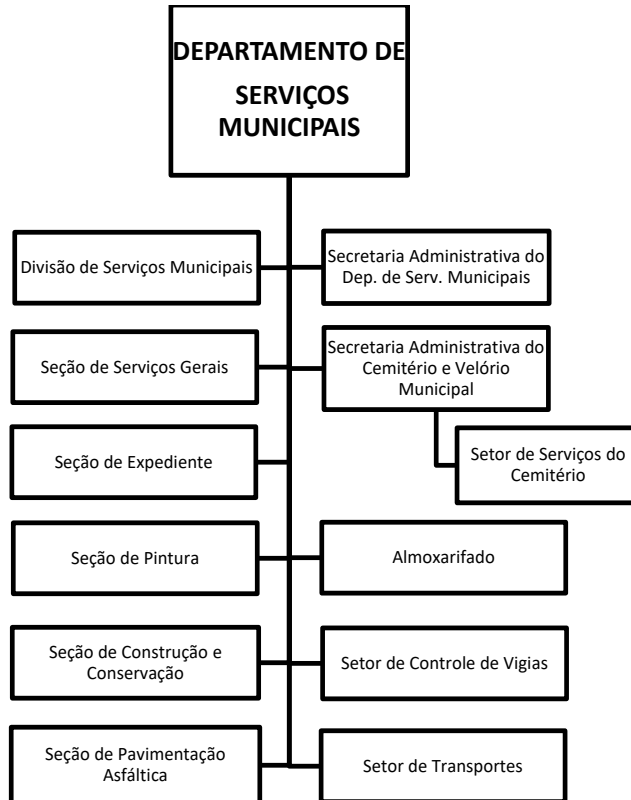 DEPARTAMENTO DE
SERVIÇOS
MUNICIPAIS
Divisão de Serviços Municipais
Secretaria Administrativa do
Dep. de Serv. Municipais
Seção de Serviços Gerais
Secretaria Administrativa do
Cemitério e Velório
Municipal
Seção de Expediente
Setor de Serviços do
Cemitério
Seção de Pintura
Almoxarifado
Seção de Construção e
Conservação
Setor de Controle de Vigias
Seção de Pavimentação
Asfáltica
Setor de Transportes